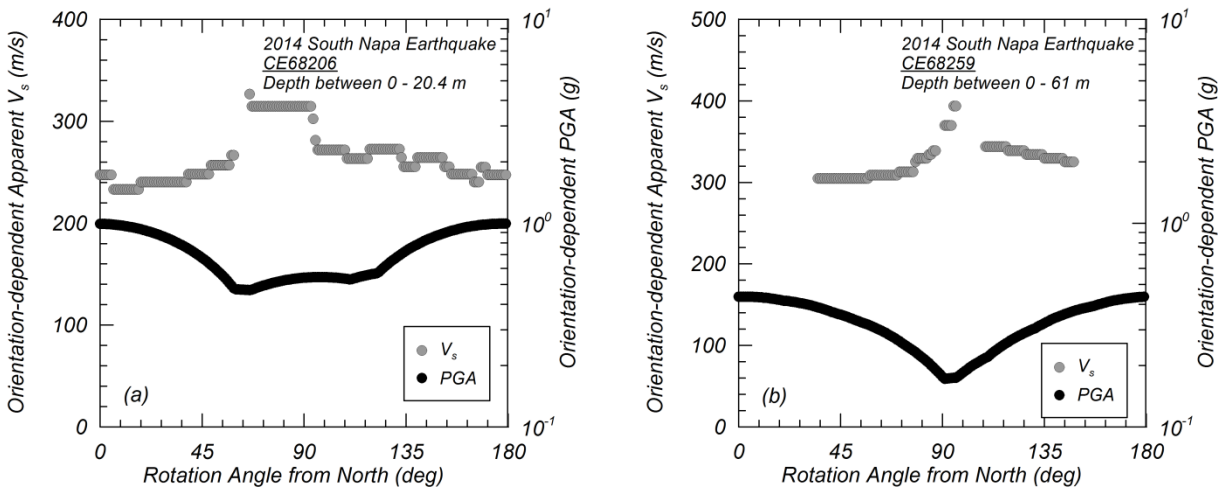 Orientation-dependent Apparent Vs (m/s)
400
300
200
100
0
2014 South Napa Earthquake
CE68206
Depth between 0 - 20.4 m
Vs
PGA
(a)
0 45 90 135 180
Rotation Angle from North (deg)
10^1
10^0
10^-1
Orientation-dependent PGA (g)
Orientation-dependent Apparent Vs (m/s)
500
400
300
200
100
0
2014 South Napa Earthquake
CE68259
Depth between 0 - 61 m
Vs
PGA
(b)
0 45 90 135 180
Rotation Angle from North (deg)
10^1
10^0
10^-1
Orientation-dependent PGA (g)